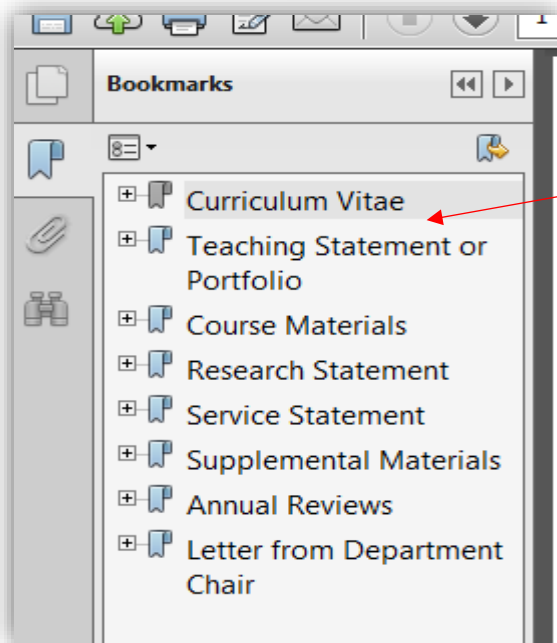 1
Bookmarks
Curriculum Vitae
Teaching Statement or
Portfolio
Course Materials
Research Statement
Service Statement
Supplemental Materials
Annual Reviews
Letter from Department
Chair